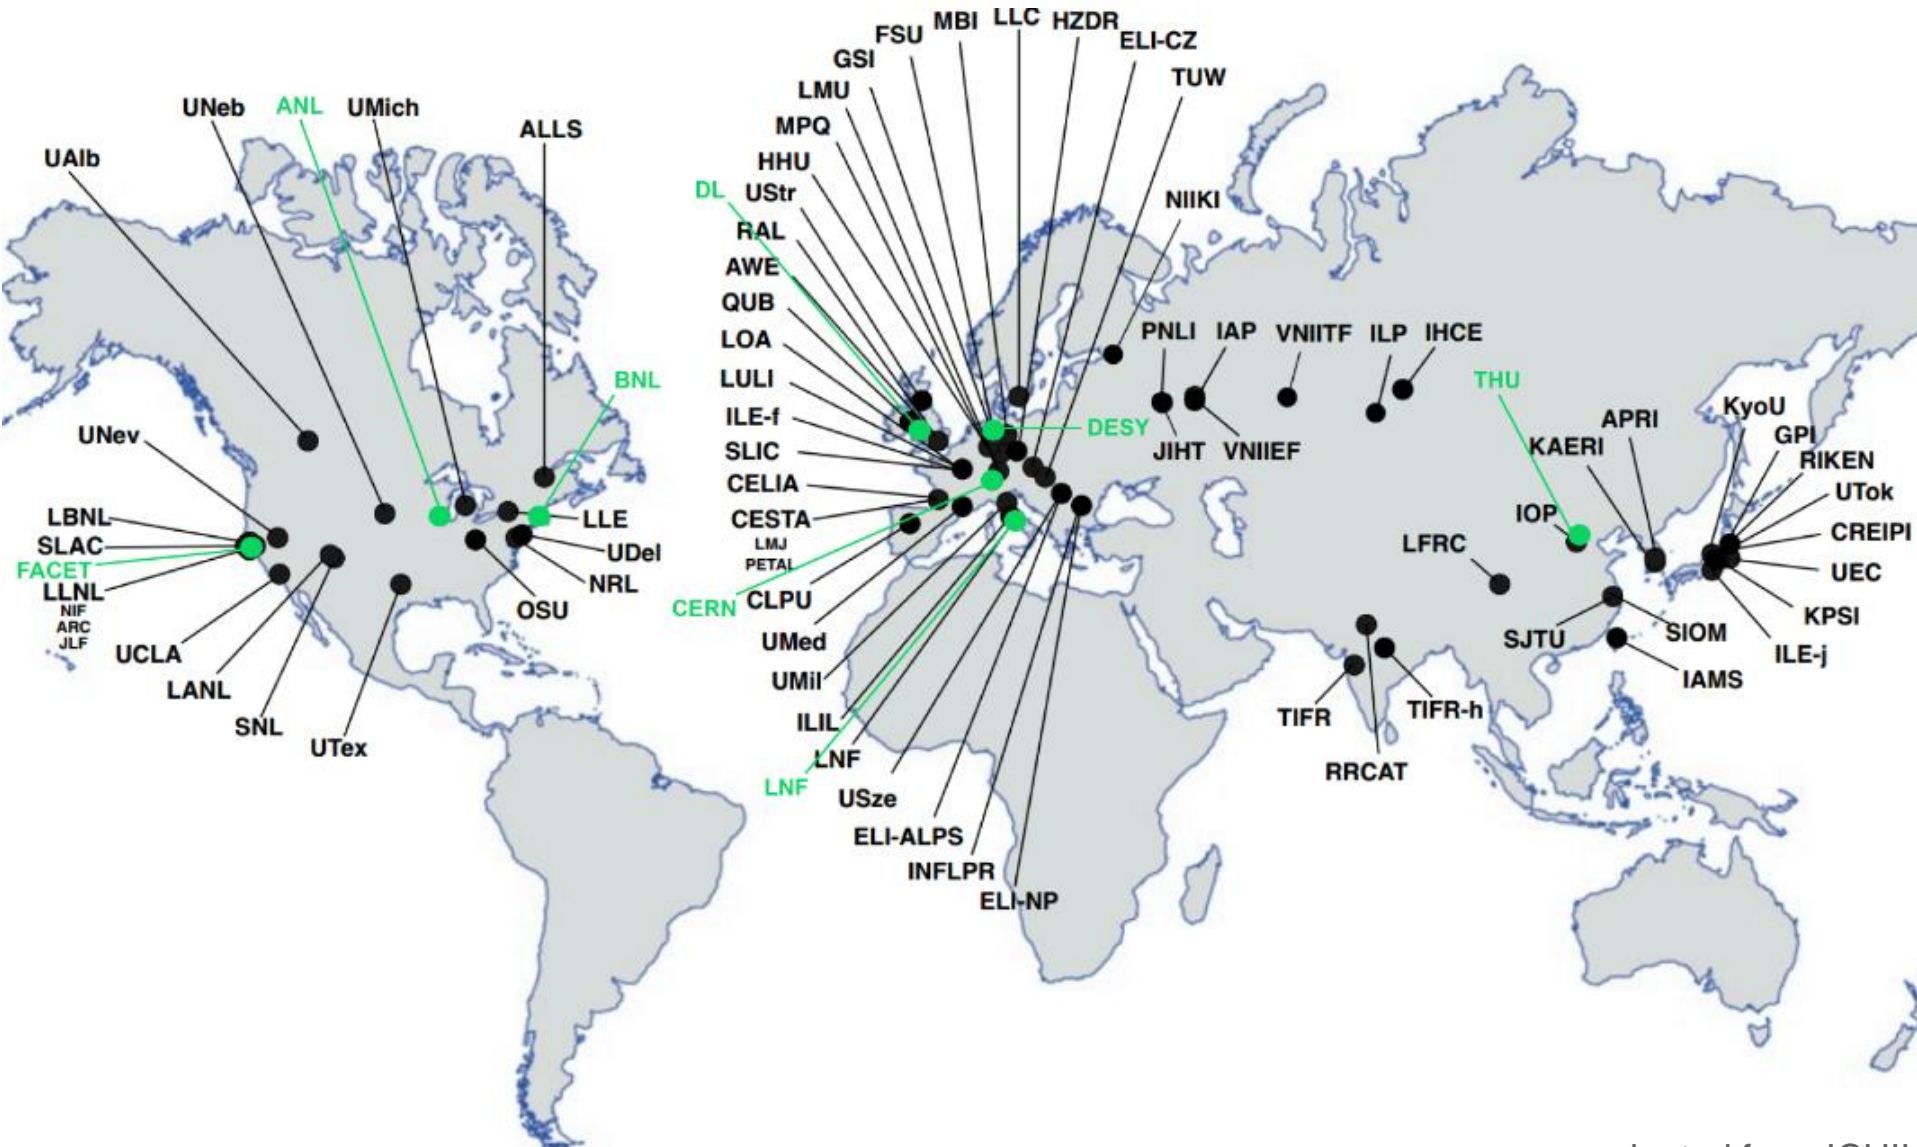 UNeb
ANL
UMich
ALLS
UAlb
BNL
UNev
LBNL
SLAC
FACET
LLNL
NIF
ARC
JLF
UCLA
LANL
SNL
UTex
LLE
UDel
NRL
OSU
LLC
MBI
HZDR
FSU
ELI-CZ
GSI
TUW
LMU
MPQ
HHU
DL
UStr
NIIKI
RAL
AWE
QUB
LOA
LULI
ILE-f
SLIC
DESY
CELIA
CESTA
LMJ
PETAL
CERN
CLPU
UMed
UMil
ILIL
LNF
LNF
USze
ELI-ALPS
INFLPR
ELI-NP
PNLI
IAP
VNIITF
ILP
IHCE
JIHT
VNIIEF
THU
APRI
KyoU
KAERI
GPI
RIKEN
UTok
IOP
CREIPI
LFRC
UEC
KPSI
SJTU
SIOM
ILE-j
IAMS
TIFR
TIFR-h
RRCAT